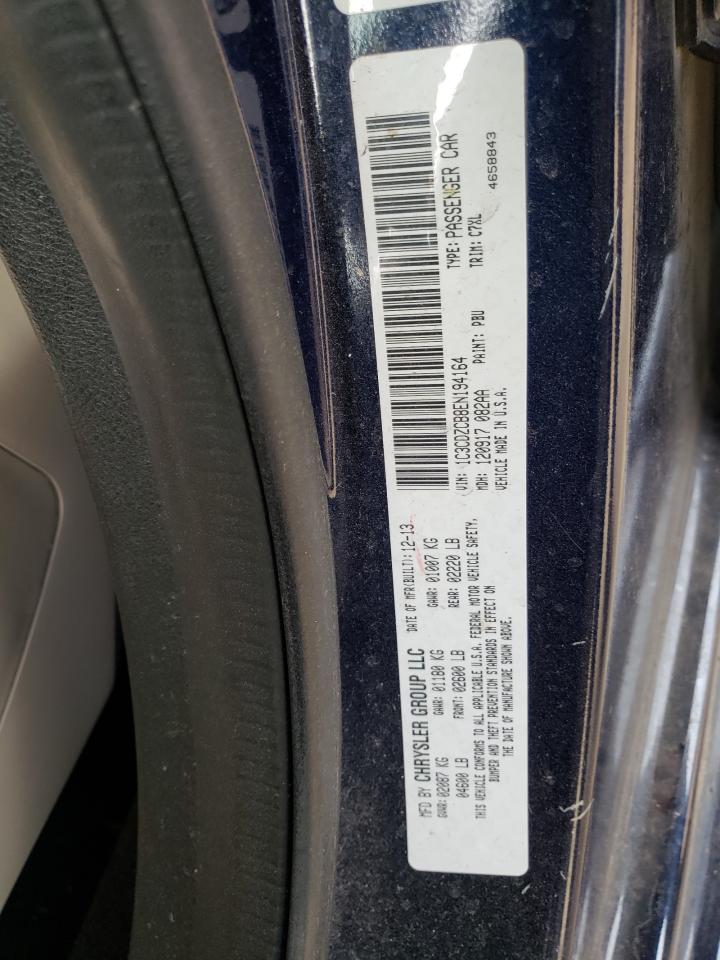 MFD BY CHRYSLER GROUP LLC DATE OF MFR(BUILT): 12-13
GVWR: 02087 KG GAWR: 01180 KG GAWR: 01007 KG
04600 LB FRONT: 02600 LB REAR: 02220 LB
THIS VEHICLE CONFORMS TO ALL APPLICABLE U.S.A. FEDERAL MOTOR VEHICLE SAFETY,
BUMPER AND THEFT PREVENTION STANDARDS IN EFFECT ON
THE DATE OF MANUFACTURE SHOWN ABOVE.
VIN: 1C3CDZCB8EN194164 TYPE: PASSENGER CAR
MDH: 120917 082AA PAINT: PBU TRIM: C7XL
VEHICLE MADE IN U.S.A. 4658843